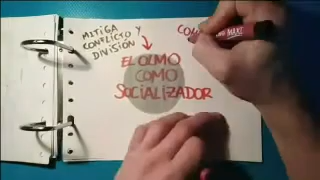 MITIGA
CONFLICTO Y
DIVISIÓN
EL OLMO
COMO
SOCIALIZADOR